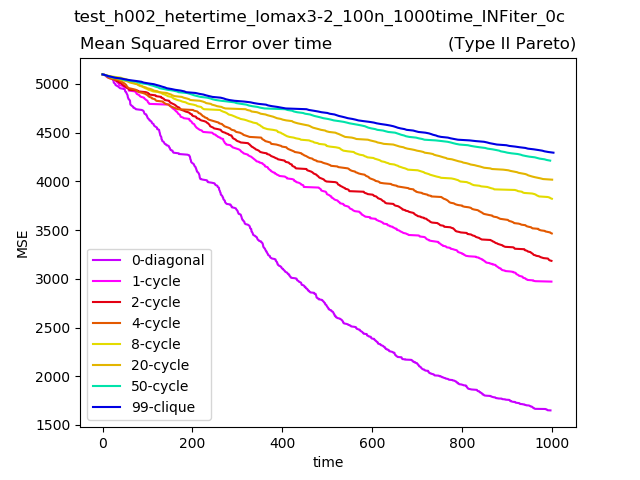 test_h002_hetertime_lomax3-2_100n_1000time_INFiter_0c
Mean Squared Error over time (Type II Pareto)
5000
4500
4000
3500
3000
2500
2000
1500
MSE
0-diagonal
1-cycle
2-cycle
4-cycle
8-cycle
20-cycle
50-cycle
99-clique
0 200 400 600 800 1000
time